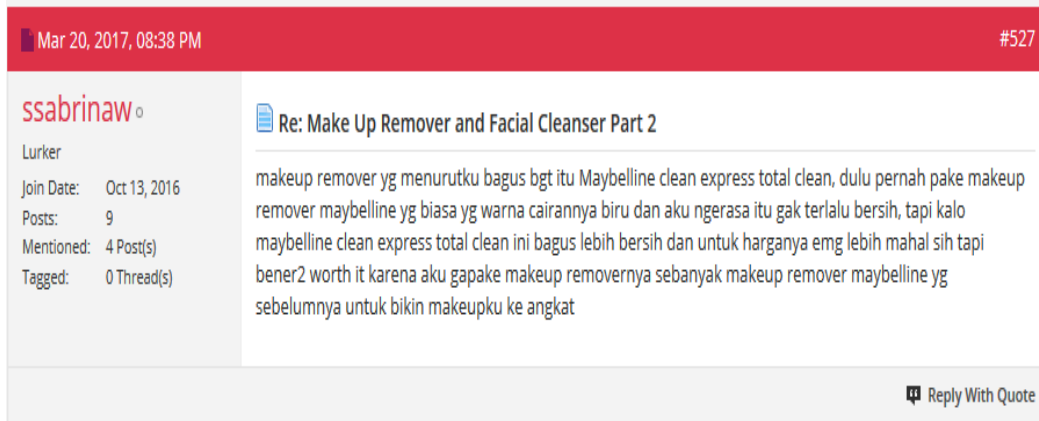 Mar 20, 2017, 08:38 PM #527
ssabrinaw
Lurker
Join Date: Oct 13, 2016
Posts: 9
Mentioned: 4 Post(s)
Tagged: 0 Thread(s)
Re: Make Up Remover and Facial Cleanser Part 2
makeup remover yg menurutku bagus bgt itu Maybelline clean express total clean, dulu pernah pake makeup
remover maybelline yg biasa yg warna cairannya biru dan aku ngerasa itu gak terlalu bersih, tapi kalo
maybelline clean express total clean ini bagus lebih bersih dan untuk harganya emg lebih mahal sih tapi
bener2 worth it karena aku gapake makeup removernya sebanyak makeup remover maybelline yg
sebelumnya untuk bikin makeupku ke angkat
Reply With Quote